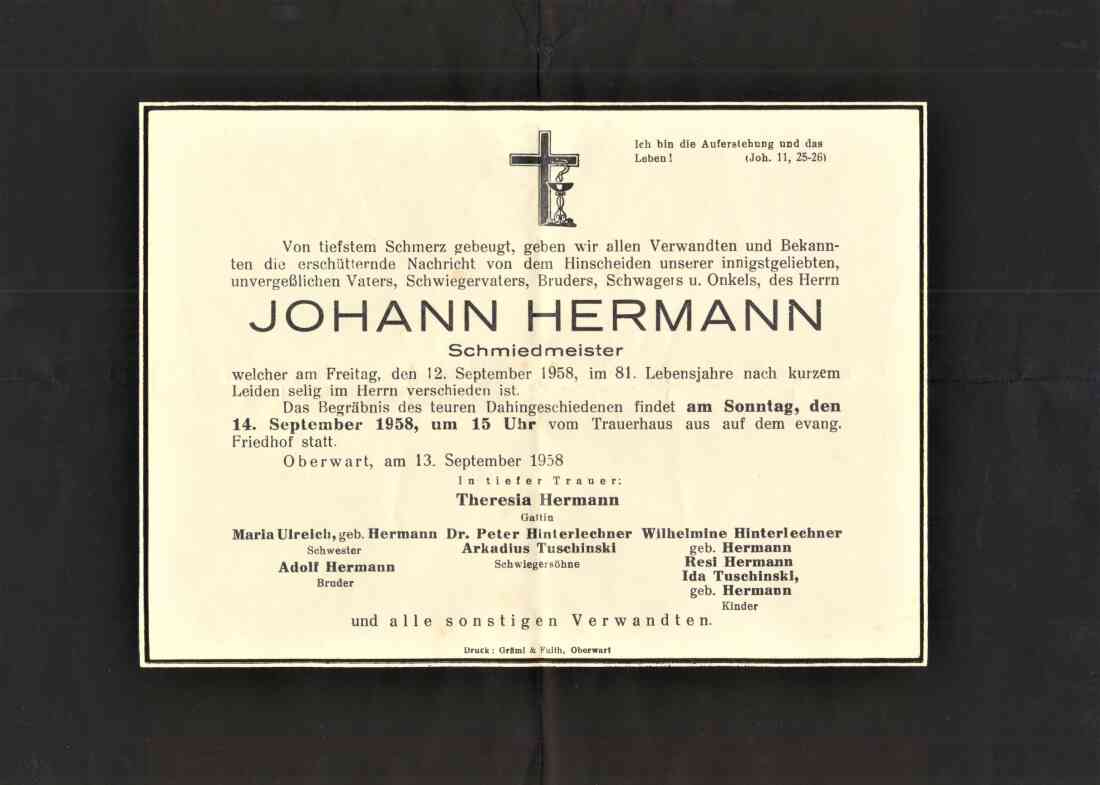 Ich bin die Auferstehung und das
Leben! (Joh. 11, 25-26)
Von tiefstem Schmerz gebeugt, geben wir allen Verwandten und Bekann-
ten die erschütternde Nachricht von dem Hinscheiden unserer innigstgeliebten,
unvergeßlichen Vaters, Schwiegervaters, Bruders, Schwagers u. Onkels, des Herrn
JOHANN HERMANN
Schmiedmeister
welcher am Freitag, den 12. September 1958, im 81. Lebensjahre nach kurzem
Leiden selig im Herrn verschieden ist.
Das Begräbnis des teuren Dahingeschiedenen findet am Sonntag, den
14. September 1958, um 15 Uhr vom Trauerhaus aus auf dem evang.
Friedhof statt.
Oberwart, am 13. September 1958
In tiefer Trauer:
Theresia Hermann
Gattin
Maria Ulreich, geb. Hermann
Schwester
Adolf Hermann
Bruder
Dr. Peter Hinterlechner
Arkadius Tuschinski
Schwiegersöhne
Wilhelmine Hinterlechner
geb. Hermann
Resi Hermann
Ida Tuschinski,
geb. Hermann
Kinder
und alle sonstigen Verwandten.
Druck: Gräml & Fulth, Oberwart